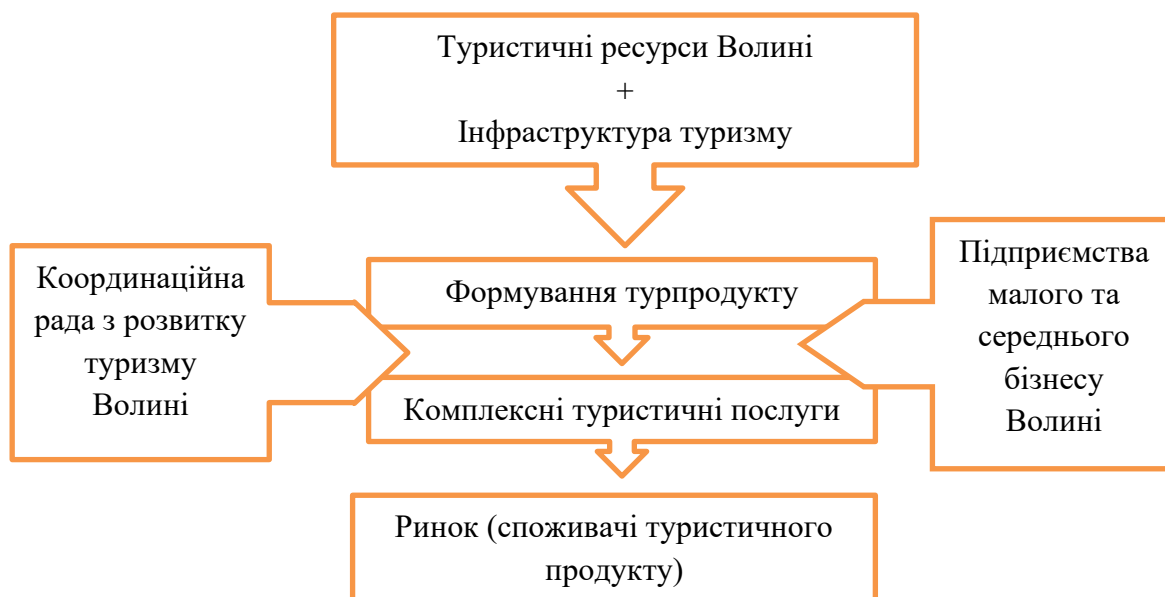 Туристичні ресурси Волині
+
Інфраструктура туризму
Координаційна
рада з розвитку
туризму
Волині
Формування турпродукту
Комплексні туристичні послуги
Підприємства
малого та
середнього
бізнесу
Волині
Ринок (споживачі туристичного
продукту)